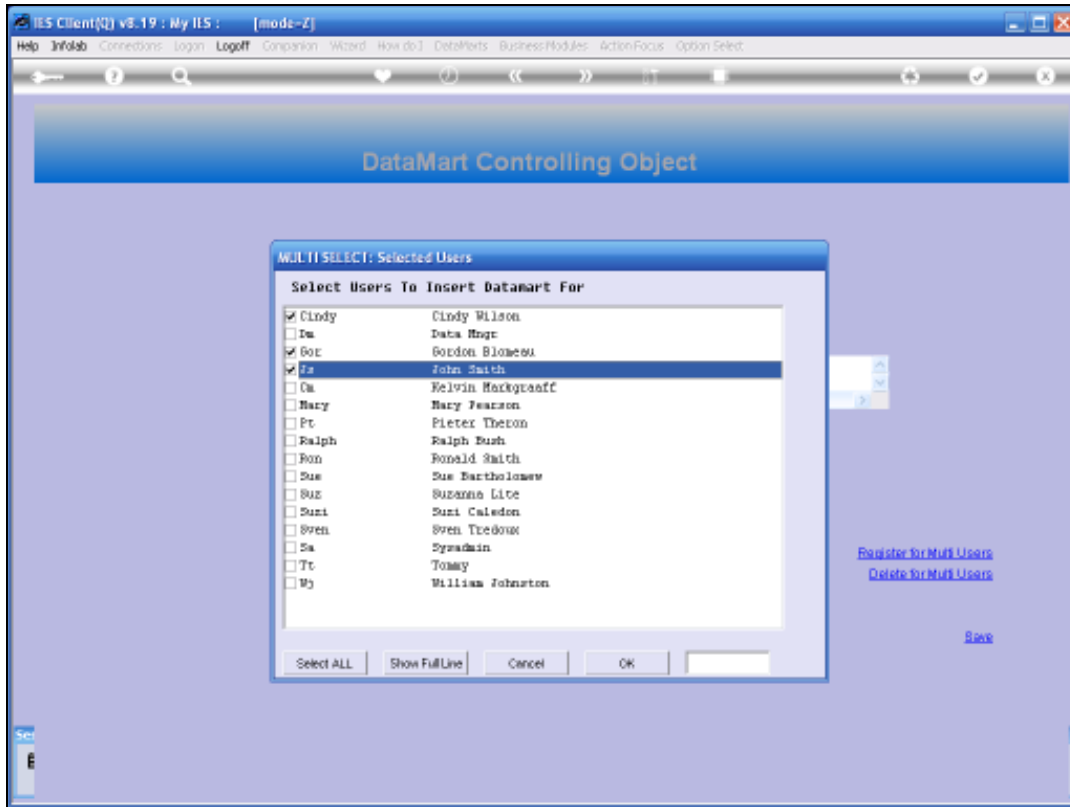 IES Client(Q) v8.19 : My IES : [mode-Z]
Help Infolab Connections Logon Logoff Companion Wizard How do I DataMarts Business Modules Action Focus Option Select
DataMart Controlling Object
MULTI SELECT: Selected Users
Select Users To Insert Datamart For
Cindy Cindy Wilson
Dm Data Mngr
Gor Gordon Blomeau
Js John Smith
Cm Kelvin Markgraaff
Mary Mary Pearson
Pt Pieter Theron
Ralph Ralph Bush
Ron Ronald Smith
Sue Sue Bartholomew
Suz Suzanna Lite
Suzi Suzi Caledon
Sven Sven Tredoux
Sa Sysadmin
Tt Tommy
Wj William Johnston
Register for Multi Users
Delete for Multi Users
Save
Select ALL Show Full Line Cancel OK